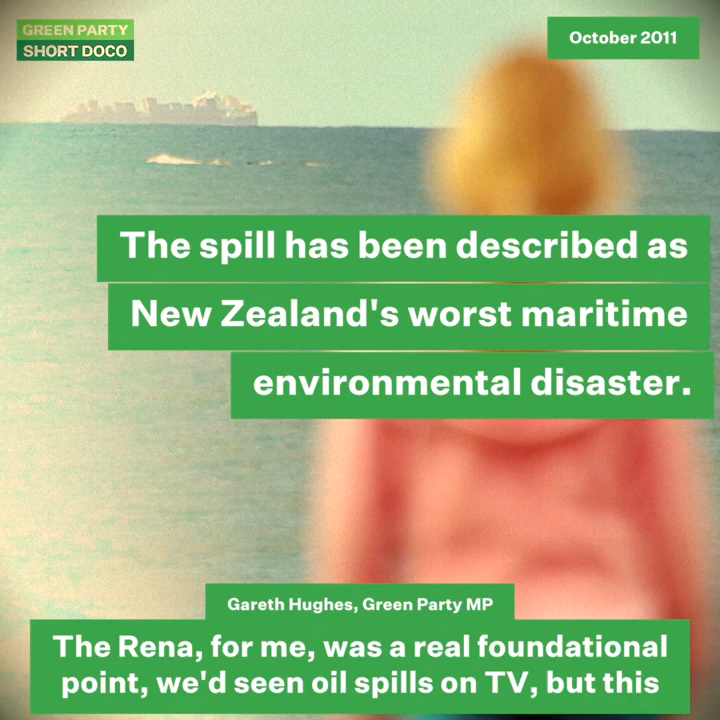 GREEN PARTY
SHORT DOCO
October 2011
The spill has been described as
New Zealand's worst maritime
environmental disaster.
Gareth Hughes, Green Party MP
The Rena, for me, was a real foundational
point, we'd seen oil spills on TV, but this